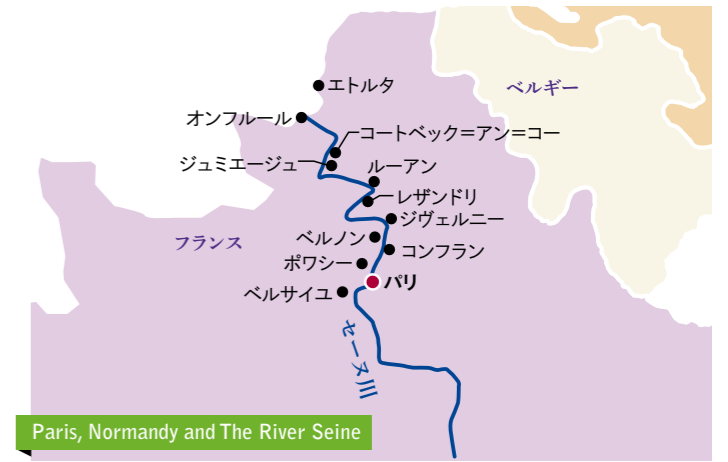 エトルタ
ベルギー
オンフルール
コートベック＝アン＝コー
ジュミエージュ
ルーアン
レザンドリ
ジヴェルニー
フランス
ベルノン
コンフラン
ポワシー
パリ
ベルサイユ
セーヌ川
Paris, Normandy and The River Seine